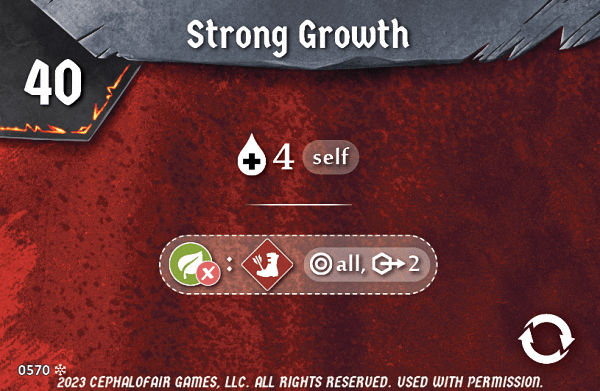 Strong Growth
40
4 self
: all, 2
0570
2023 CEPHALOFAIR GAMES, LLC. ALL RIGHTS RESERVED. USED WITH PERMISSION.